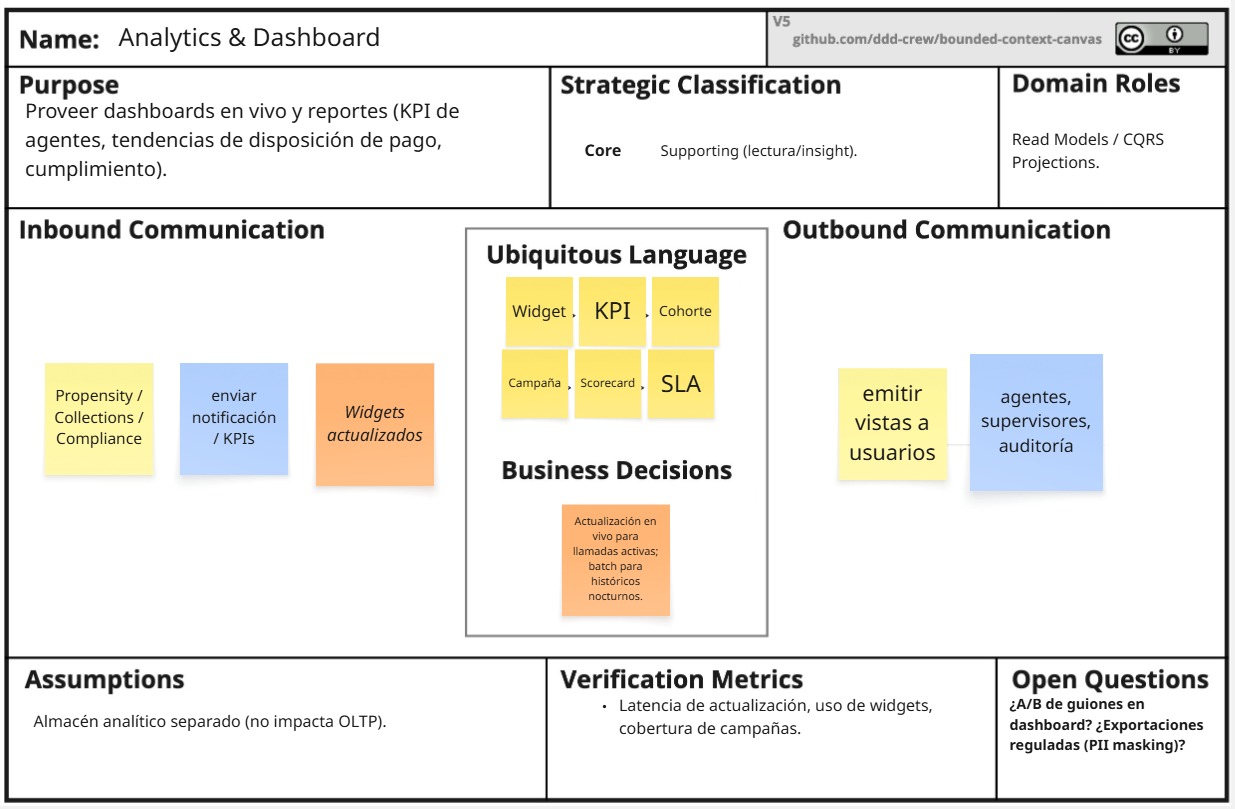 Name: Analytics & Dashboard
V5
github.com/ddd-crew/bounded-context-canvas
cc
BY
Purpose
Proveer dashboards en vivo y reportes (KPI de
agentes, tendencias de disposición de pago,
cumplimiento).
Strategic Classification
Core Supporting (lectura/insight).
Domain Roles
Read Models / CQRS
Projections.
Inbound Communication
Propensity /
Collections /
Compliance
enviar
notificación
/ KPIs
Widgets
actualizados
Ubiquitous Language
Widget, KPI, Cohorte
Campaña, Scorecard, SLA
Business Decisions
Actualización en
vivo para
llamadas activas;
batch para
históricos
nocturnos.
Outbound Communication
emitir
vistas a
usuarios
agentes,
supervisores,
auditoría
Assumptions
Almacén analítico separado (no impacta OLTP).
Verification Metrics
• Latencia de actualización, uso de widgets,
cobertura de campañas.
Open Questions
¿A/B de guiones en
dashboard? ¿Exportaciones
reguladas (PII masking)?